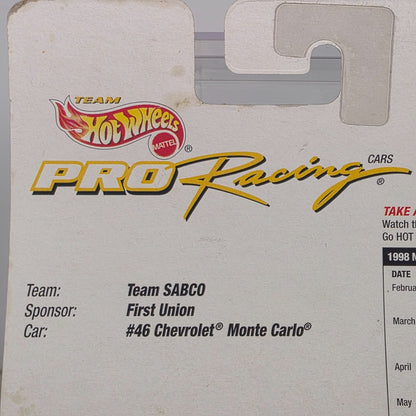 TEAM
Hot Wheels
MATTEL ®
PRO Racing ® CARS
TAKE
Watch
Go HOT
1998
DATE
March
April
May
Team: Team SABCO
Sponsor: First Union
Car: #46 Chevrolet® Monte Carlo®